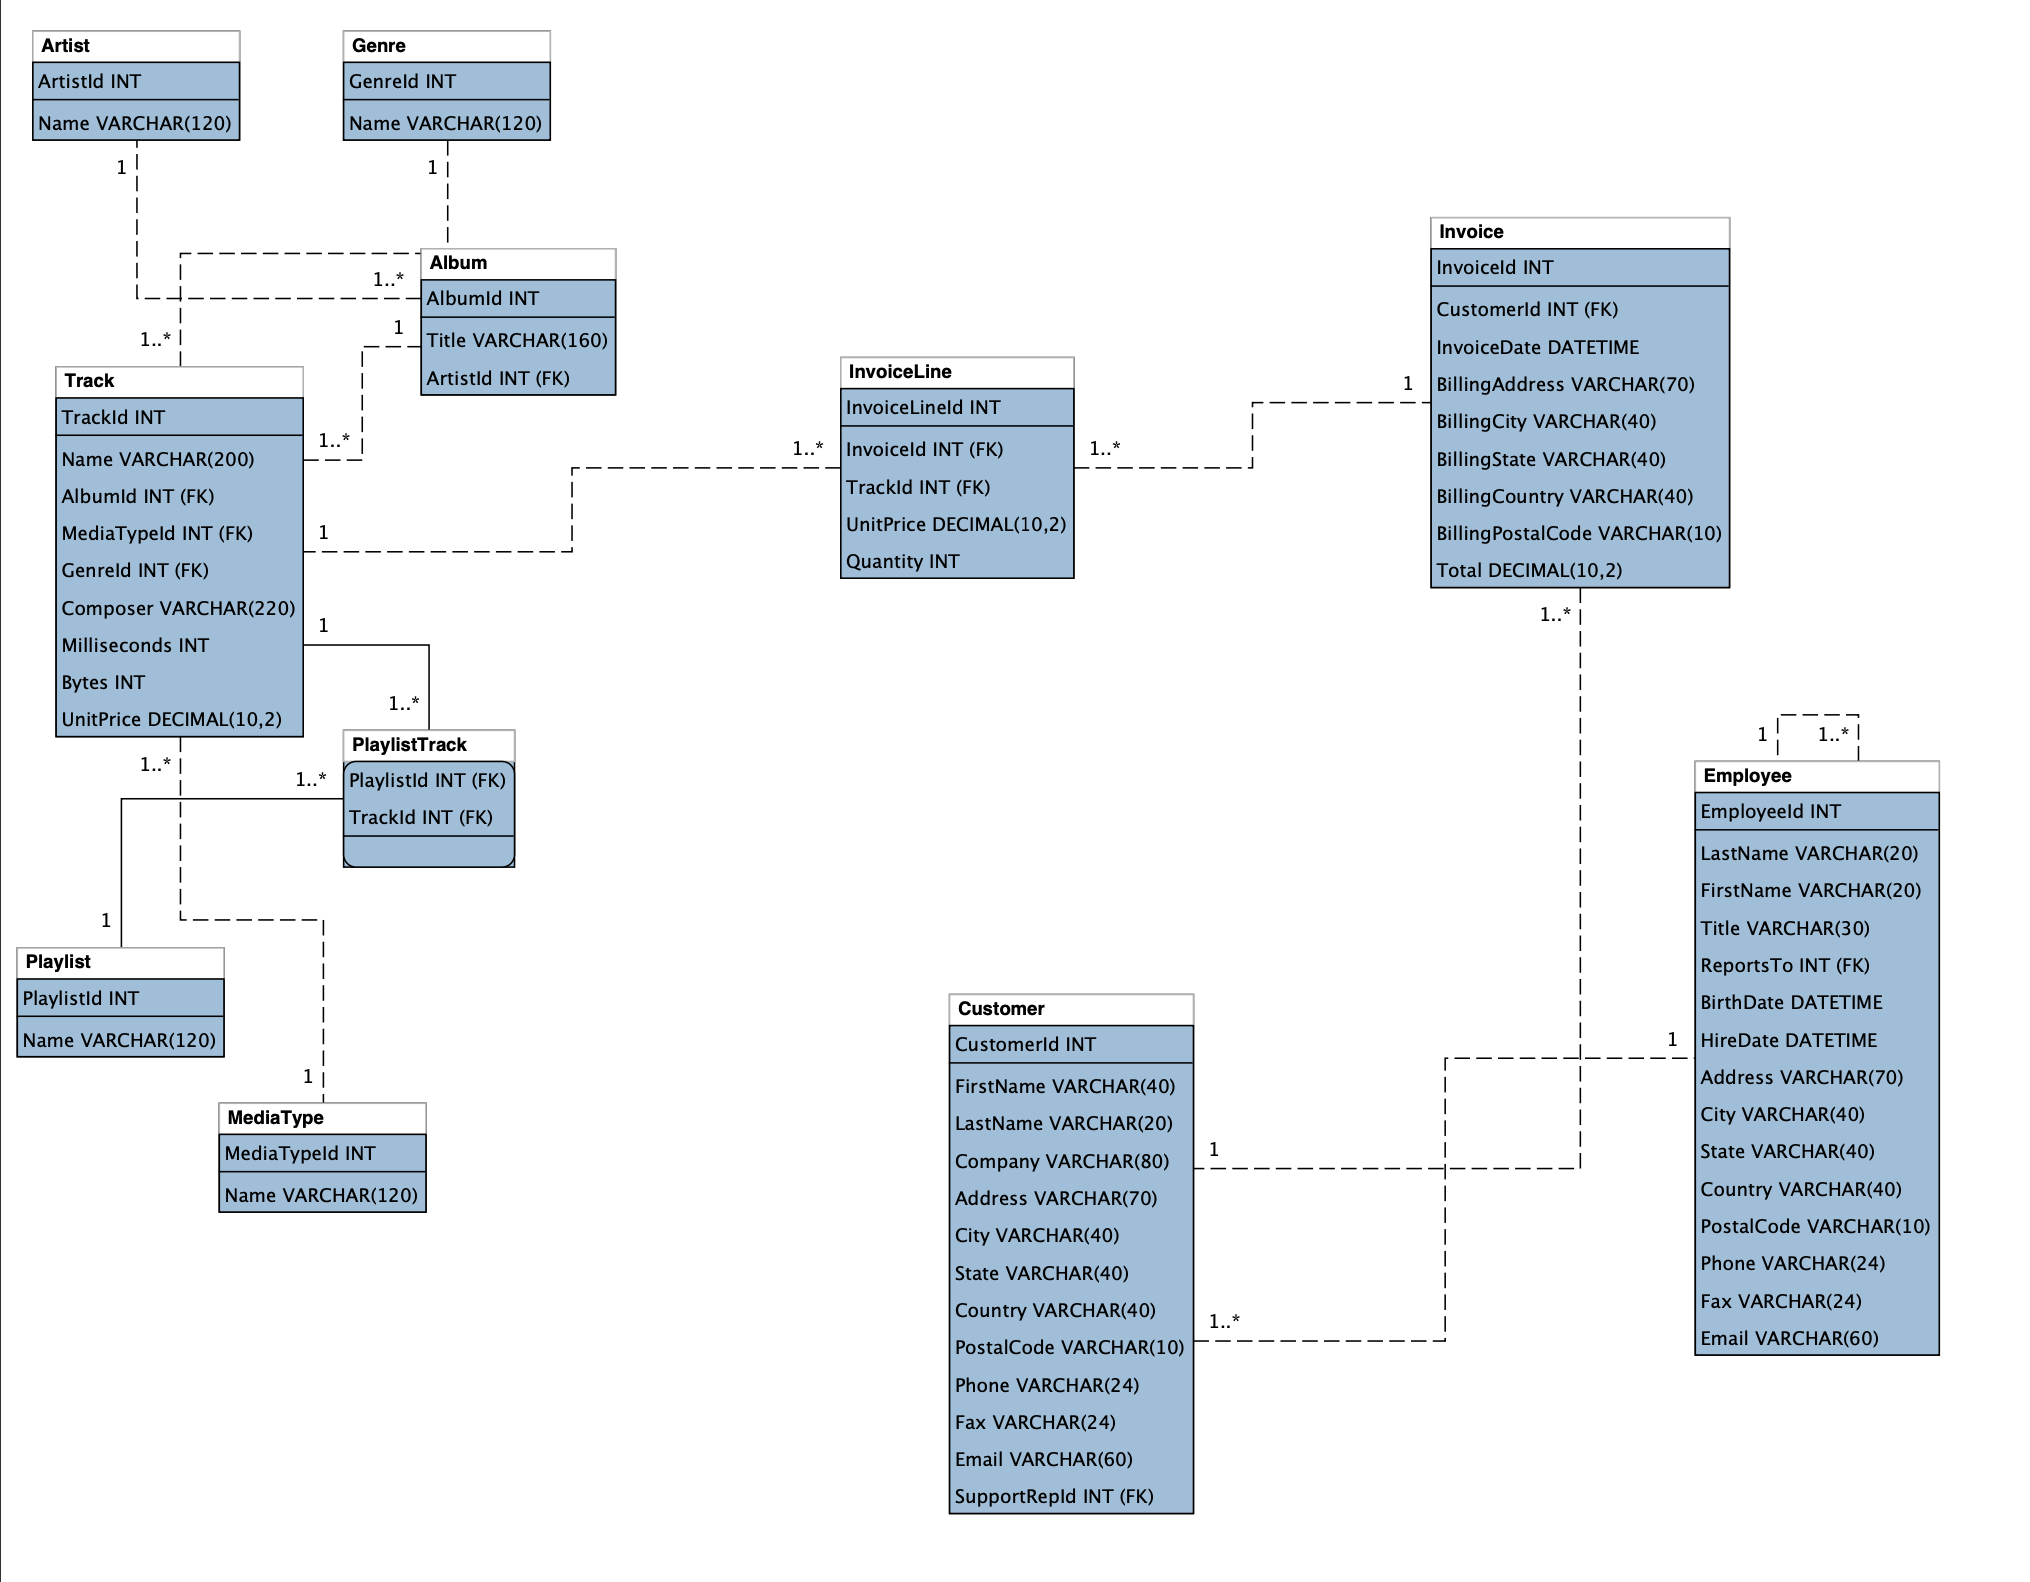 Artist
ArtistId INT
Name VARCHAR(120)
1
Genre
GenreId INT
Name VARCHAR(120)
1
Album
1..*
AlbumId INT
1
Title VARCHAR(160)
ArtistId INT (FK)
1..*
Track
TrackId INT
1..*
Name VARCHAR(200)
AlbumId INT (FK)
MediaTypeId INT (FK)
1
GenreId INT (FK)
Composer VARCHAR(220)
1
Milliseconds INT
Bytes INT
UnitPrice DECIMAL(10,2)
1..*
1..*
PlaylistTrack
1..*
PlaylistId INT (FK)
TrackId INT (FK)
1
Playlist
PlaylistId INT
Name VARCHAR(120)
1
MediaType
MediaTypeId INT
Name VARCHAR(120)
InvoiceLine
InvoiceLineId INT
1..*
InvoiceId INT (FK)
1..*
TrackId INT (FK)
UnitPrice DECIMAL(10,2)
Quantity INT
Invoice
InvoiceId INT
CustomerId INT (FK)
InvoiceDate DATETIME
1
BillingAddress VARCHAR(70)
BillingCity VARCHAR(40)
BillingState VARCHAR(40)
BillingCountry VARCHAR(40)
BillingPostalCode VARCHAR(10)
Total DECIMAL(10,2)
1..*
Customer
CustomerId INT
FirstName VARCHAR(40)
LastName VARCHAR(20)
1
Company VARCHAR(80)
Address VARCHAR(70)
City VARCHAR(40)
State VARCHAR(40)
Country VARCHAR(40)
1..*
PostalCode VARCHAR(10)
Phone VARCHAR(24)
Fax VARCHAR(24)
Email VARCHAR(60)
SupportRepId INT (FK)
1
1..*
Employee
EmployeeId INT
LastName VARCHAR(20)
FirstName VARCHAR(20)
Title VARCHAR(30)
ReportsTo INT (FK)
BirthDate DATETIME
1
HireDate DATETIME
Address VARCHAR(70)
City VARCHAR(40)
State VARCHAR(40)
Country VARCHAR(40)
PostalCode VARCHAR(10)
Phone VARCHAR(24)
Fax VARCHAR(24)
Email VARCHAR(60)